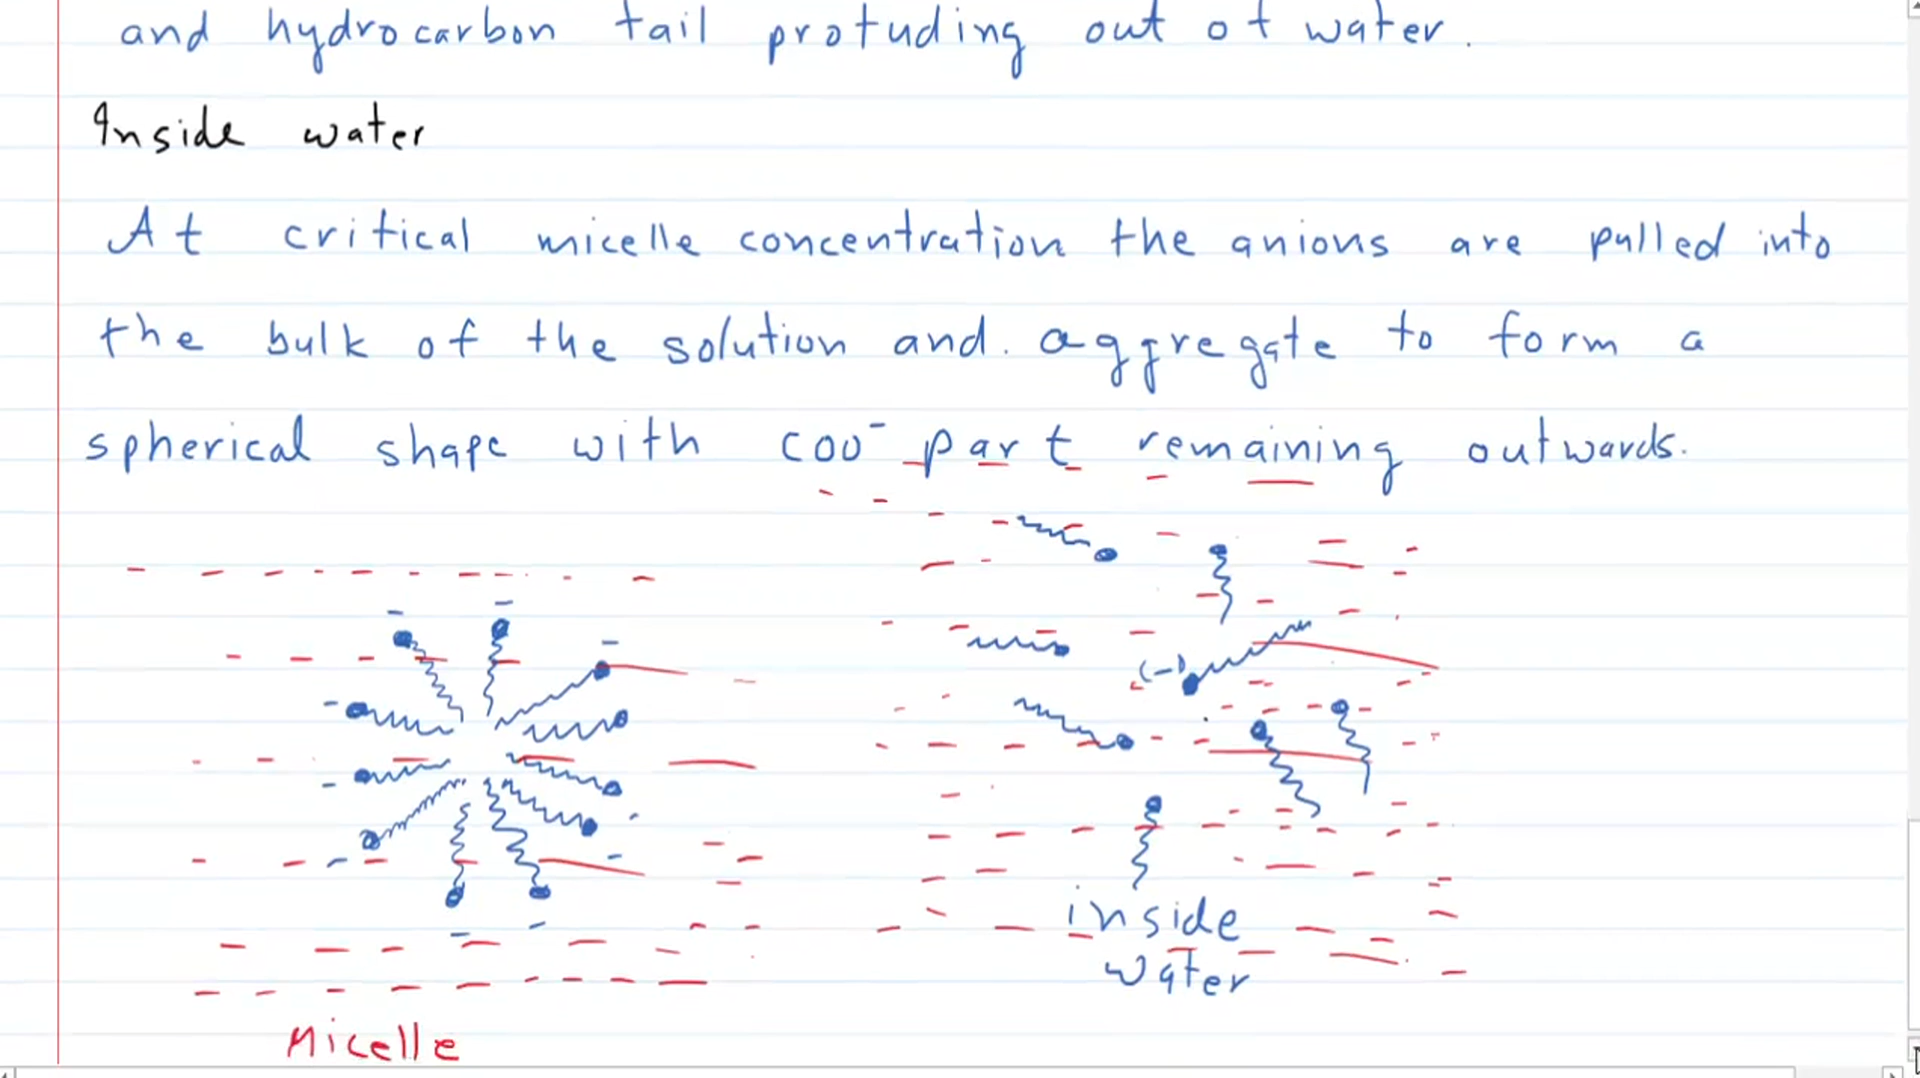 and hydrocarbon tail protuding out of water.
Inside water
At critical micelle concentration the anions are pulled into
the bulk of the solution and. aggregate to form a
spherical shape with COO⁻ part remaining outwards.
(-)
inside
water
Micelle